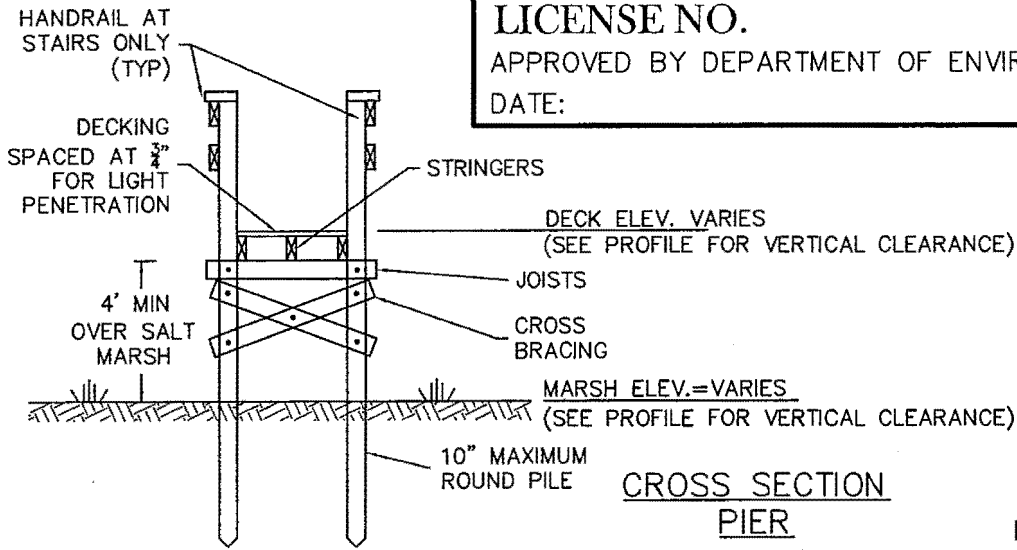 LICENSE NO.
APPROVED BY DEPARTMENT OF ENVIR
DATE:
HANDRAIL AT
STAIRS ONLY
(TYP)
DECKING
SPACED AT 3/4"
FOR LIGHT
PENETRATION
STRINGERS
DECK ELEV. VARIES
(SEE PROFILE FOR VERTICAL CLEARANCE)
JOISTS
4' MIN
OVER SALT
MARSH
CROSS
BRACING
MARSH ELEV.=VARIES
(SEE PROFILE FOR VERTICAL CLEARANCE)
10" MAXIMUM
ROUND PILE
CROSS SECTION
PIER